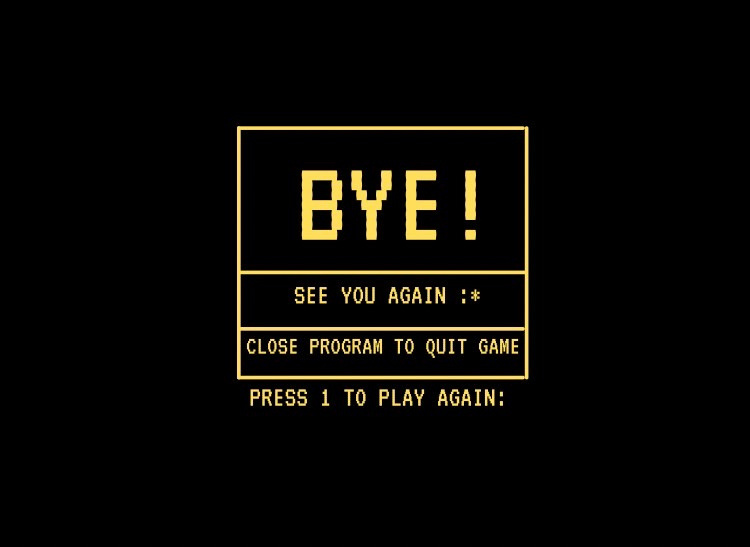 BYE!
SEE YOU AGAIN :*
CLOSE PROGRAM TO QUIT GAME
PRESS 1 TO PLAY AGAIN: